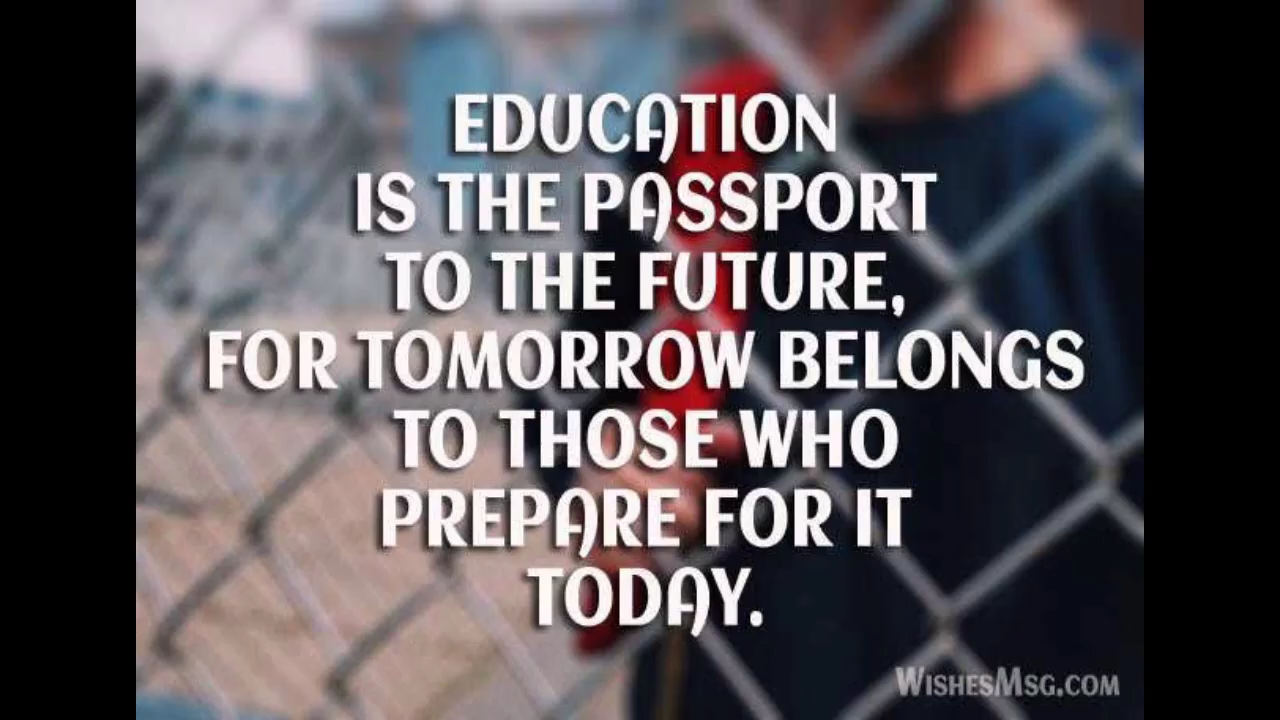 EDUCATION
IS THE PASSPORT
TO THE FUTURE,
FOR TOMORROW BELONGS
TO THOSE WHO
PREPARE FOR IT
TODAY.
WISHESMSG.COM